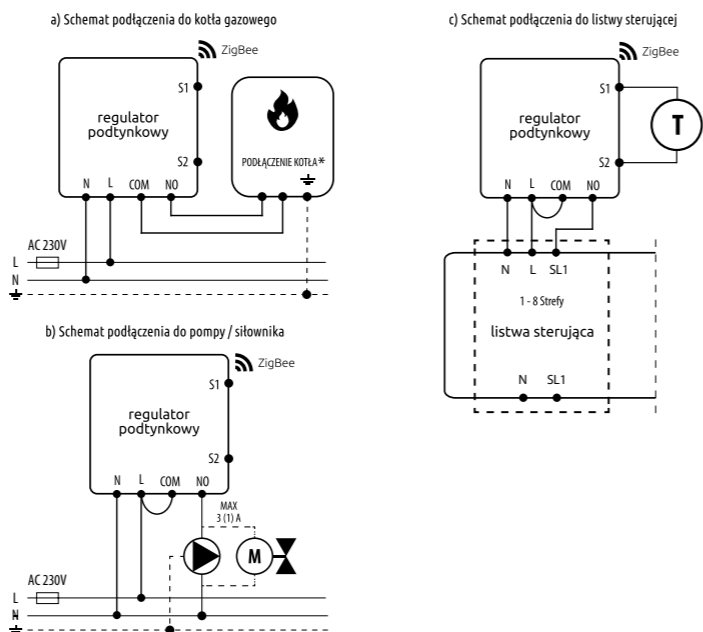 a) Schemat podłączenia do kotła gazowego
ZigBee
S1
regulator
podtynkowy
S2
PODŁĄCZENIE KOTŁA*
N L COM NO
AC 230V
L
N
b) Schemat podłączenia do pompy / siłownika
ZigBee
S1
regulator
podtynkowy
S2
N L COM NO
MAX
3 (1) A
M
AC 230V
L
N
c) Schemat podłączenia do listwy sterującej
ZigBee
S1
regulator
podtynkowy
T
S2
N L COM NO
N L SL1
1 - 8 Strefy
listwa sterująca
N SL1